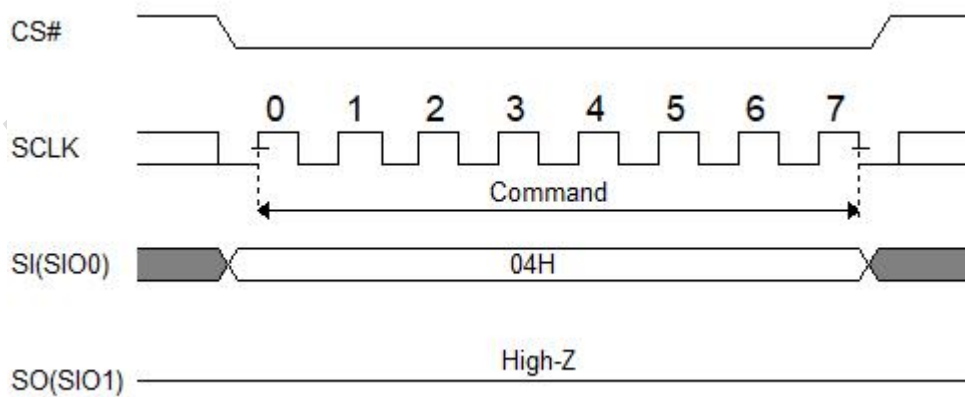 CS#
0 1 2 3 4 5 6 7
SCLK
Command
SI(SIO0) 04H
High-Z
SO(SIO1)